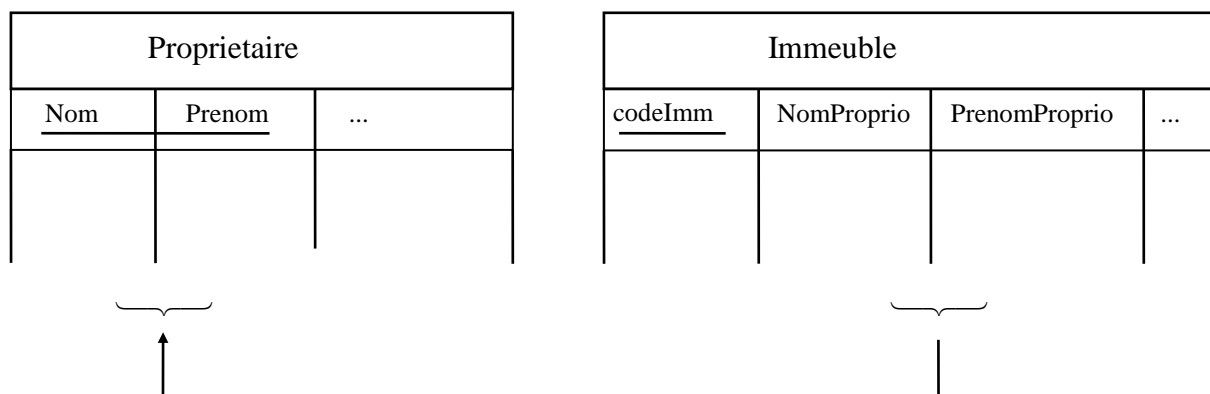 Proprietaire
Immeuble
Nom Prenom ...
codeImm NomProprio PrenomProprio ...